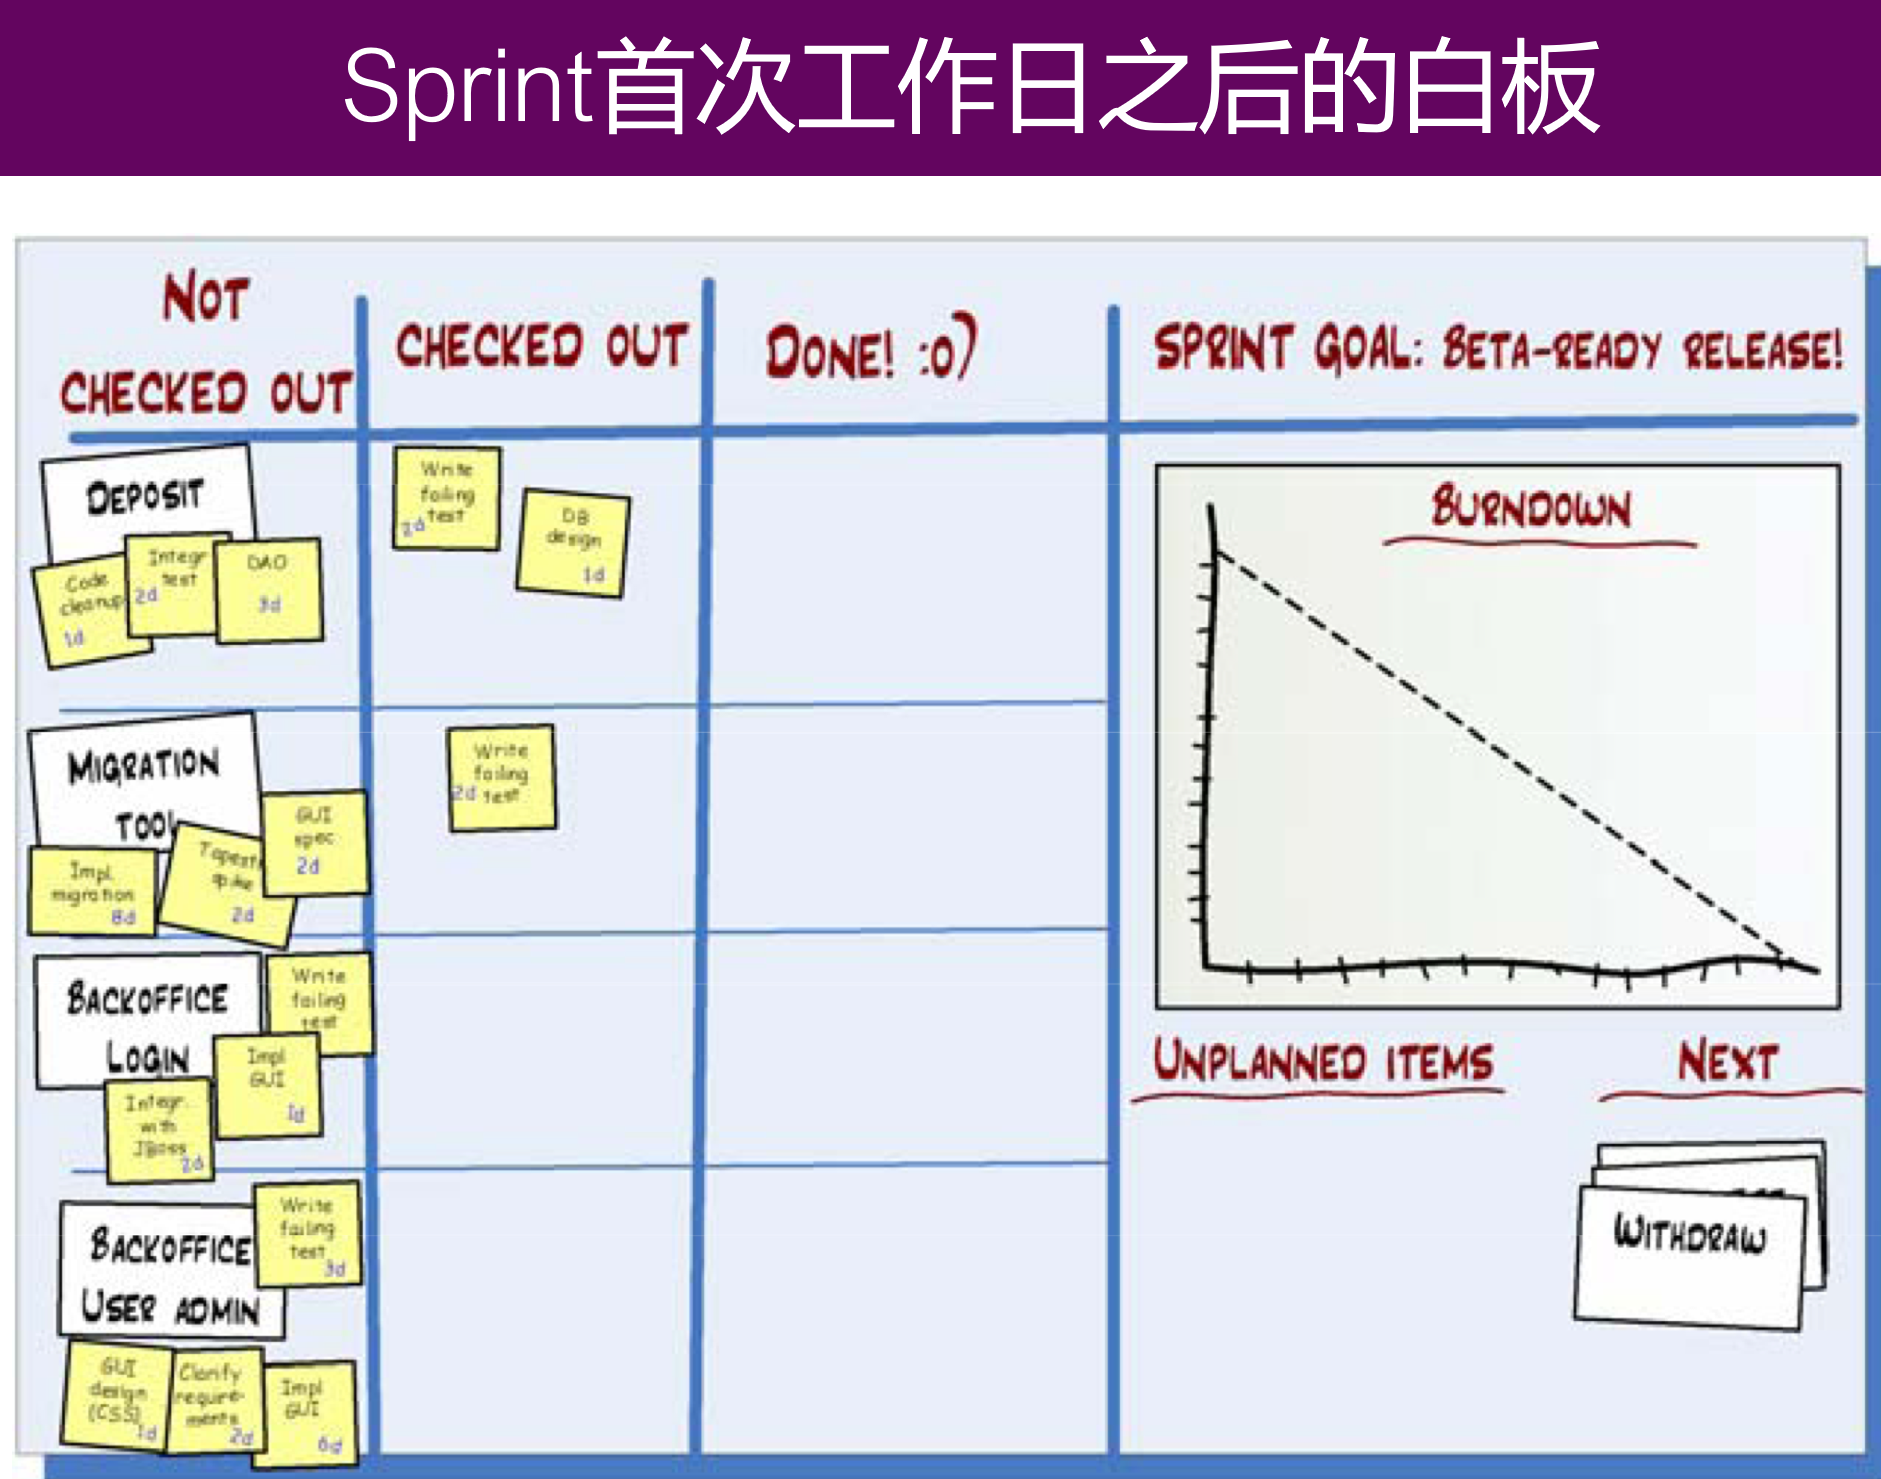 Sprint首次工作日之后的白板
NOT
CHECKED OUT
CHECKED OUT
DONE! :o)
SPRINT GOAL: BETA-READY RELEASE!
DEPOSIT
Code
cleanup
1d
Integr
test
2d
DAO
3d
Write
failing
test
2d
DB
design
1d
MIGRATION
TOOL
Impl.
migration
8d
Tapest
spike
2d
GUI
spec
2d
Write
failing
test
2d
BACKOFFICE
LOGIN
Write
failing
test
Impl
GUI
1d
Integr.
with
JBoss
2d
BACKOFFICE
USER ADMIN
Write
failing
test
3d
GUI
design
(CSS)
1d
Clarify
require-
ments
2d
Impl
GUI
6d
BURNDOWN
UNPLANNED ITEMS
NEXT
WITHDRAW